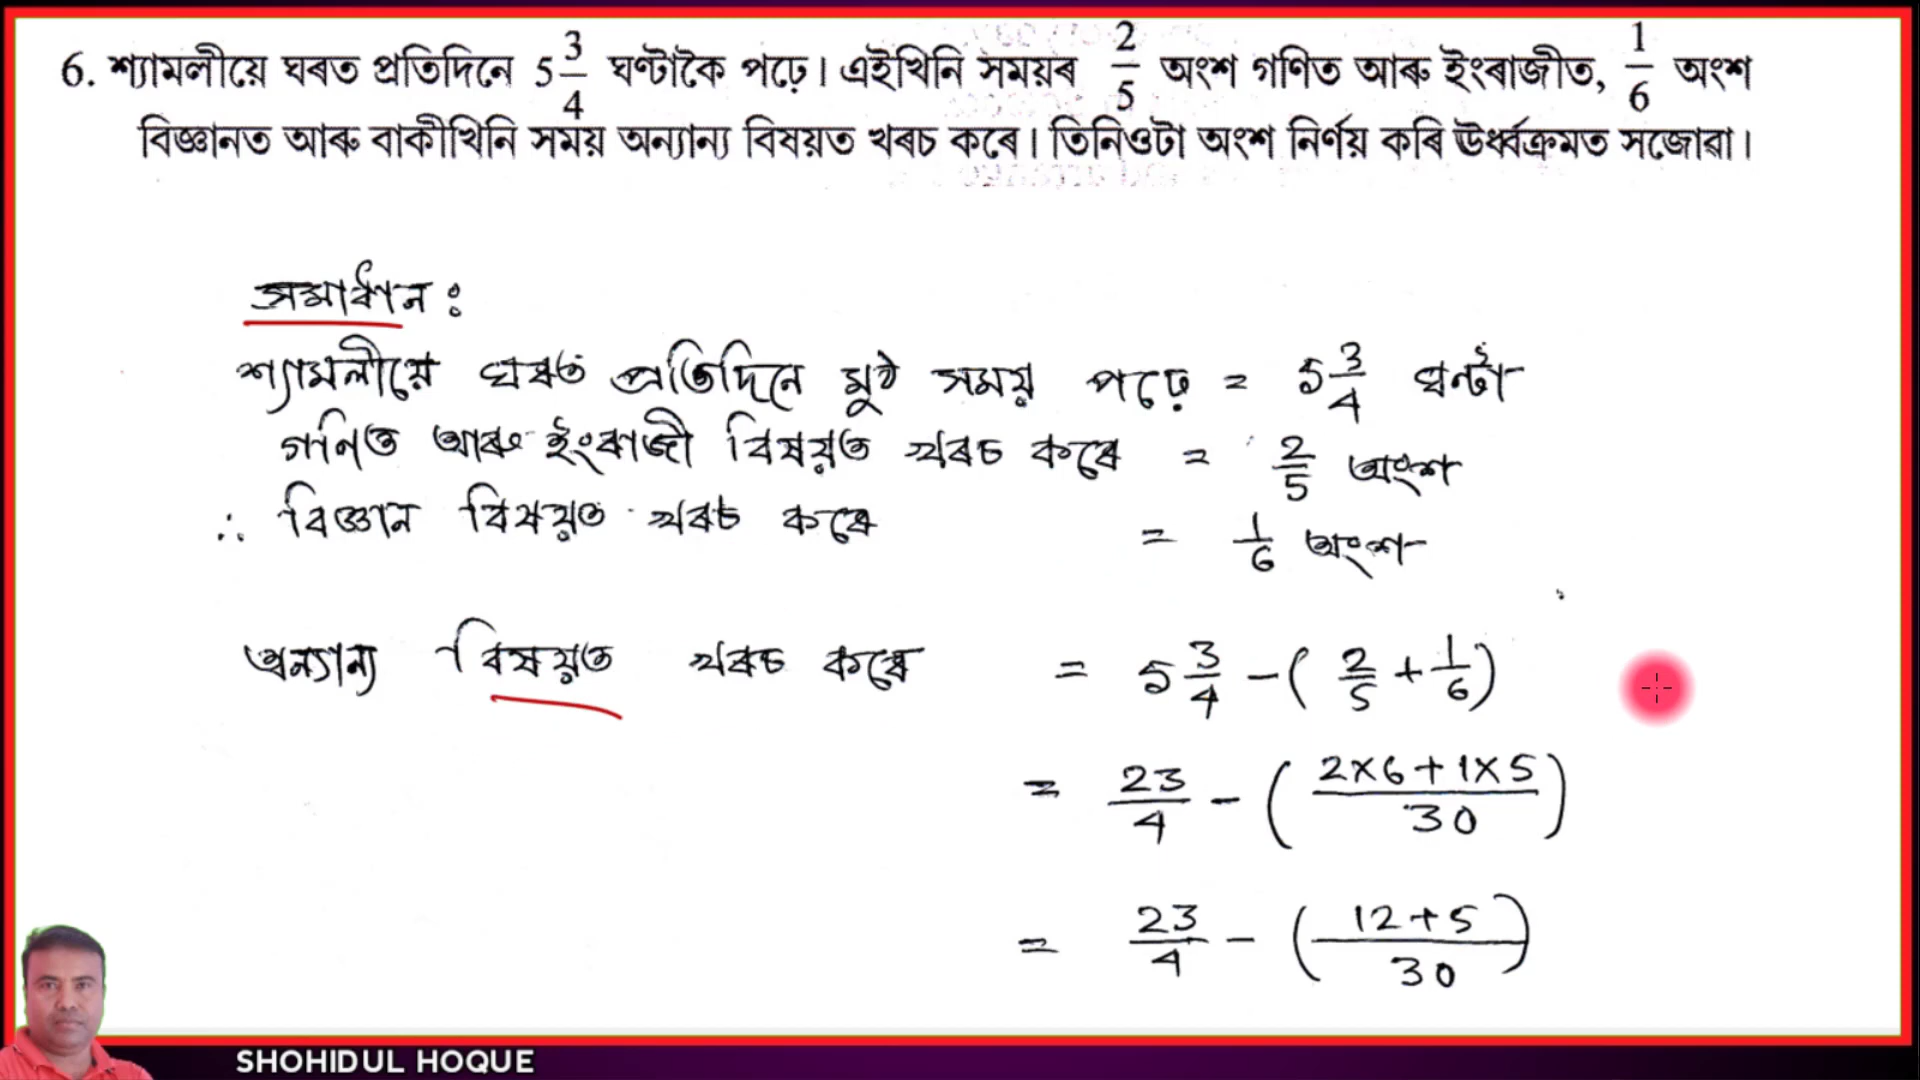 6. শ্যামলীয়ে ঘৰত প্ৰতিদিনে 5 3/4 ঘণ্টাকৈ পঢ়ে। এইখিনি সময়ৰ 2/5 অংশ গণিত আৰু ইংৰাজীত, 1/6 অংশ
বিজ্ঞানত আৰু বাকীখিনি সময় অন্যান্য বিষয়ত খৰচ কৰে। তিনিওটা অংশ নিৰ্ণয় কৰি ঊৰ্ধ্বক্ৰমত সজোৱা।
সমাধান :
শ্যামলীয়ে ঘৰত প্ৰতিদিনে মুঠ সময় পঢ়ে = 5 3/4 ঘন্টা
গনিত আৰু ইংৰাজী বিষয়ত খৰচ কৰে = 2/5 অংশ
∴ বিজ্ঞান বিষয়ত খৰচ কৰে = 1/6 অংশ
অন্যান্য বিষয়ত খৰচ কৰে = 5 3/4 - ( 2/5 + 1/6 )
= 23/4 - ( (2×6+1×5)/30 )
= 23/4 - ( (12+5)/30 )
SHOHIDUL HOQUE